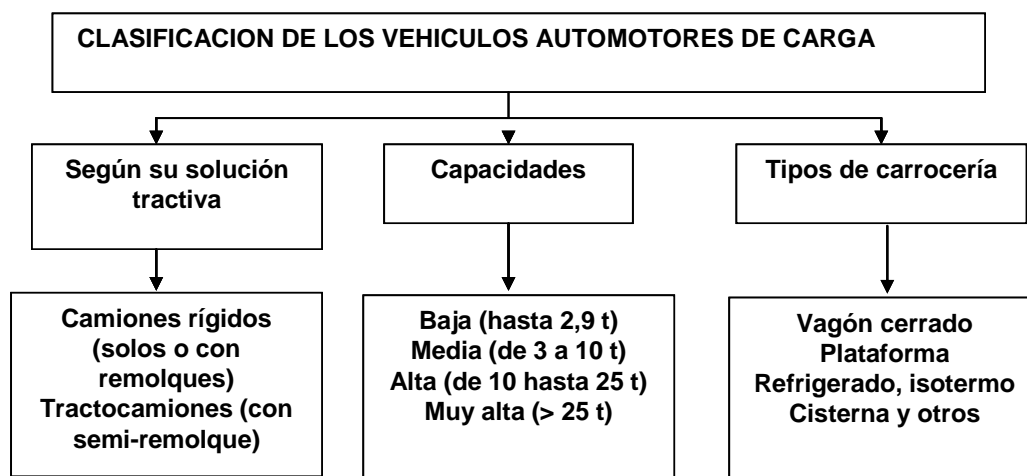 CLASIFICACION DE LOS VEHICULOS AUTOMOTORES DE CARGA
Según su solución
tractiva
Capacidades
Tipos de carrocería
Camiones rígidos
(solos o con
remolques)
Tractocamiones (con
semi-remolque)
Baja (hasta 2,9 t)
Media (de 3 a 10 t)
Alta (de 10 hasta 25 t)
Muy alta (> 25 t)
Vagón cerrado
Plataforma
Refrigerado, isotermo
Cisterna y otros